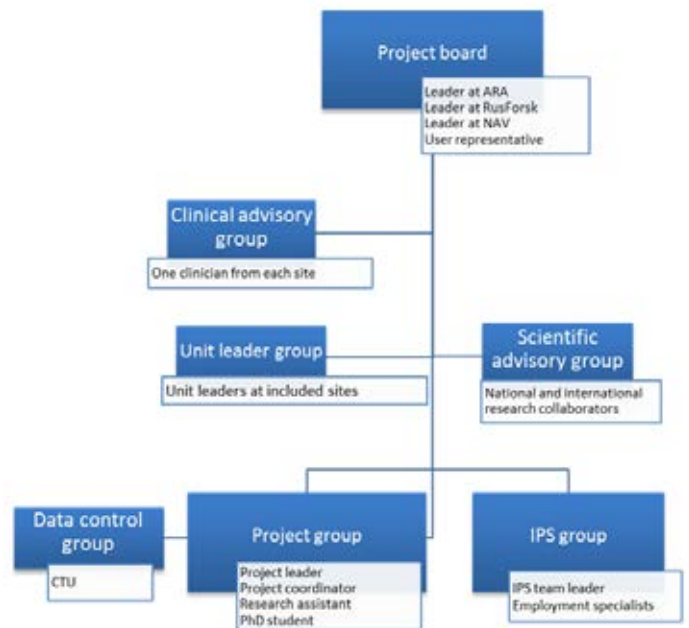 Project board
Leader at ARA
Leader at RusForsk
Leader at NAV
User representative
Clinical advisory
group
One clinician from each site
Unit leader group
Unit leaders at included sites
Scientific
advisory group
National and International
research collaborators
Data control
group
CTU
Project group
Project leader
Project coordinator
Research assistant
PhD student
IPS group
IPS team leader
Employment specialists